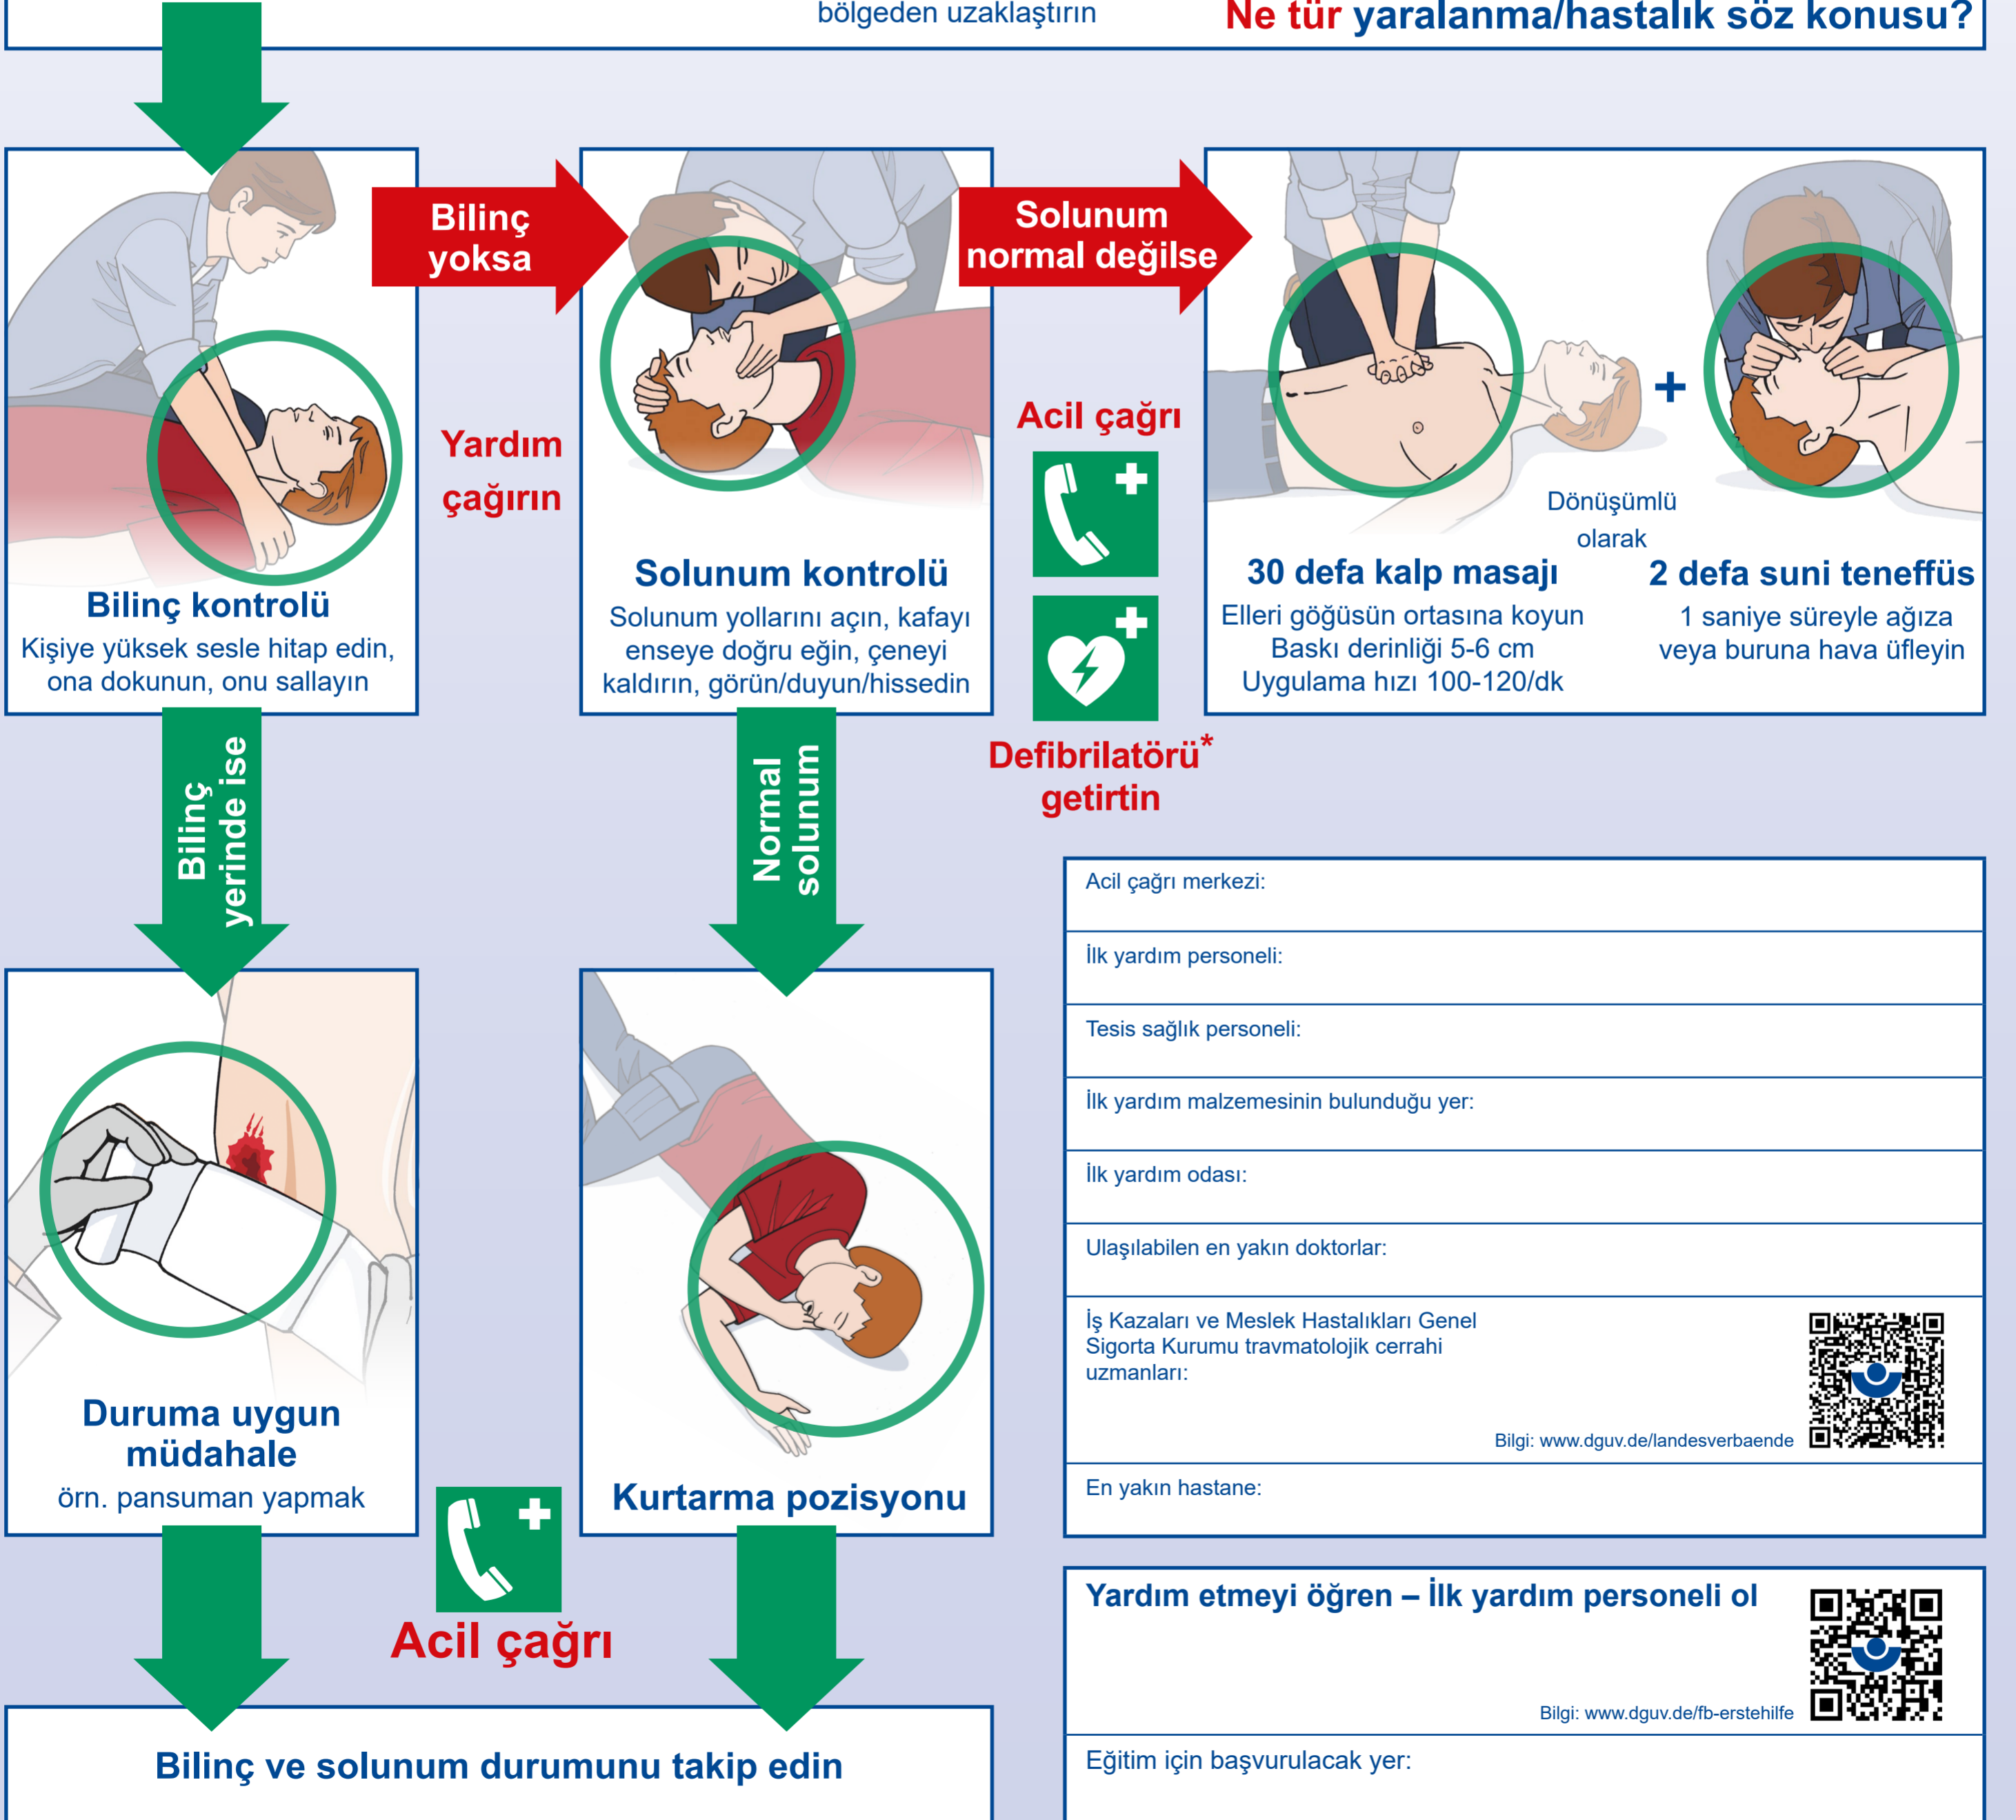 bölgeden uzaklaştırın
Ne tür yaralanma/hastalık söz konusu?
Bilinç
yoksa
Solunum
normal değilse
Yardım
çağırın
Acil çağrı
Dönüşümlü
olarak
Bilinç kontrolü
Kişiye yüksek sesle hitap edin,
ona dokunun, onu sallayın
Solunum kontrolü
Solunum yollarını açın, kafayı
enseye doğru eğin, çeneyi
kaldırın, görün/duyun/hissedin
+
30 defa kalp masajı
Elleri göğüsün ortasına koyun
Baskı derinliği 5-6 cm
Uygulama hızı 100-120/dk
2 defa suni teneffüs
1 saniye süreyle ağıza
veya buruna hava üfleyin
Defibrilatörü*
getirtin
Bilinç
yerinde ise
Normal
solunum
Duruma uygun
müdahale
örn. pansuman yapmak
Kurtarma pozisyonu
Acil çağrı
Bilinç ve solunum durumunu takip edin
Acil çağrı merkezi:
İlk yardım personeli:
Tesis sağlık personeli:
İlk yardım malzemesinin bulunduğu yer:
İlk yardım odası:
Ulaşılabilen en yakın doktorlar:
İş Kazaları ve Meslek Hastalıkları Genel
Sigorta Kurumu travmatolojik cerrahi
uzmanları:
Bilgi: www.dguv.de/landesverbaende
En yakın hastane:
Yardım etmeyi öğren – İlk yardım personeli ol
Bilgi: www.dguv.de/fb-erstehilfe
Eğitim için başvurulacak yer: